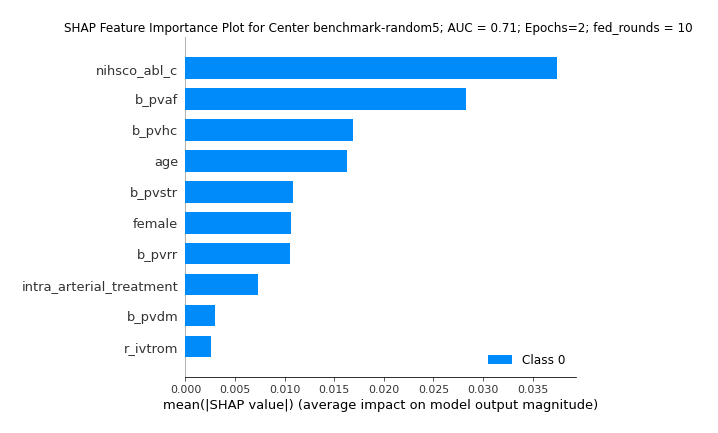 SHAP Feature Importance Plot for Center benchmark-random5; AUC = 0.71; Epochs=2; fed_rounds = 10
nihsco_abl_c
b_pvaf
b_pvhc
age
b_pvstr
female
b_pvrr
intra_arterial_treatment
b_pvdm
r_ivtrom
Class 0
0.000 0.005 0.010 0.015 0.020 0.025 0.030 0.035
mean(|SHAP value|) (average impact on model output magnitude)